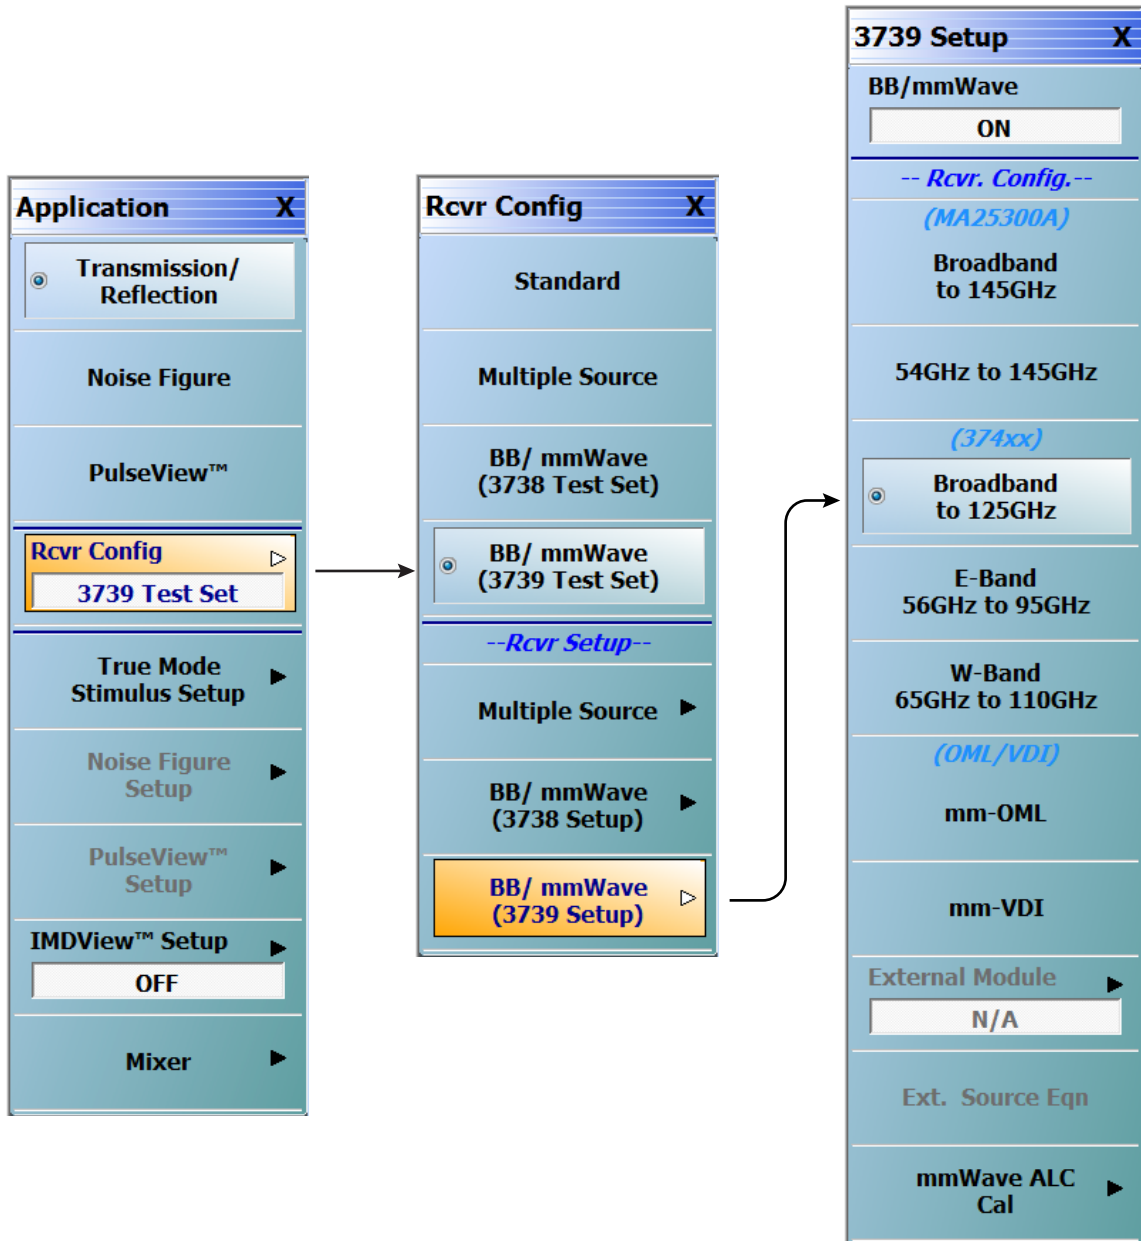 Application X
Transmission/
Reflection
Noise Figure
PulseView™
Rcvr Config
3739 Test Set
True Mode
Stimulus Setup
Noise Figure
Setup
PulseView™
Setup
IMDView™ Setup
OFF
Mixer
Rcvr Config X
Standard
Multiple Source
BB/ mmWave
(3738 Test Set)
BB/ mmWave
(3739 Test Set)
--Rcvr Setup--
Multiple Source
BB/ mmWave
(3738 Setup)
BB/ mmWave
(3739 Setup)
3739 Setup X
BB/mmWave
ON
-- Rcvr. Config.--
(MA25300A)
Broadband
to 145GHz
54GHz to 145GHz
(374xx)
Broadband
to 125GHz
E-Band
56GHz to 95GHz
W-Band
65GHz to 110GHz
(OML/VDI)
mm-OML
mm-VDI
External Module
N/A
Ext. Source Eqn
mmWave ALC
Cal